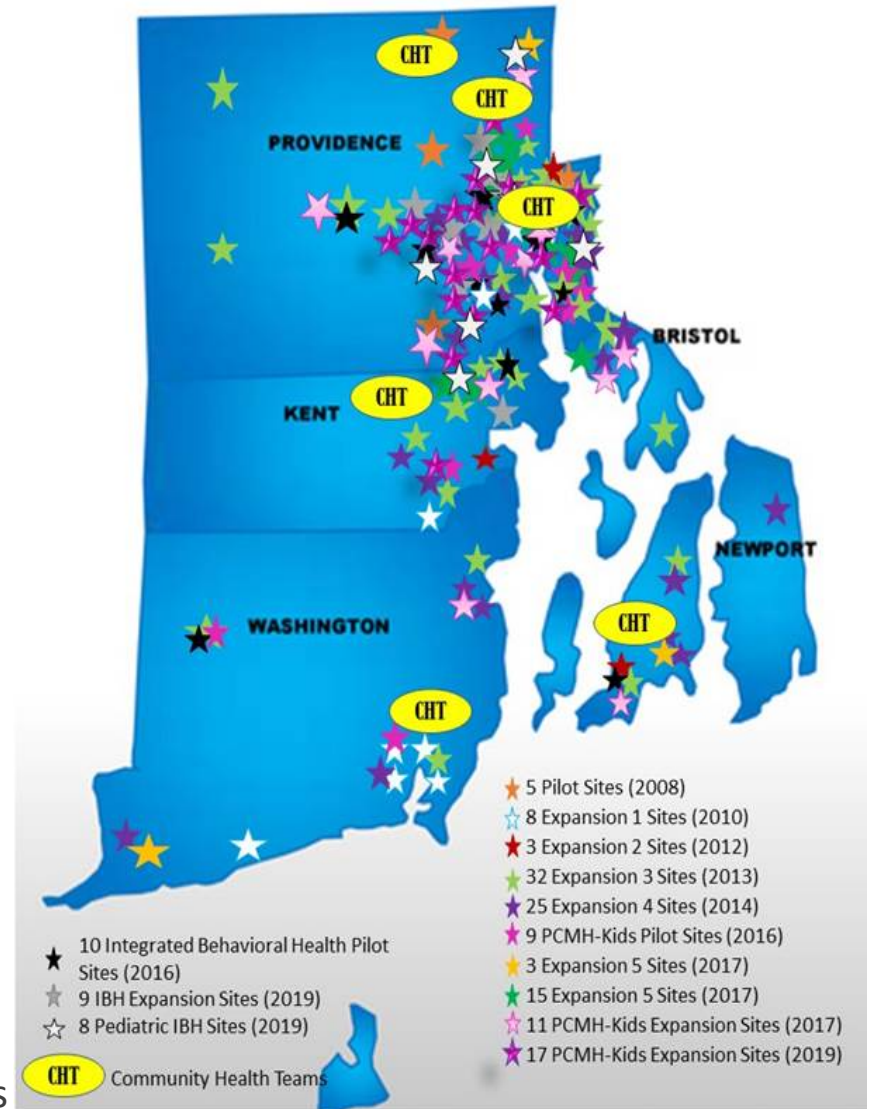 CHT
CHT
PROVIDENCE
CHT
BRISTOL
CHT
KENT
NEWPORT
CHT
WASHINGTON
CHT
5 Pilot Sites (2008)
8 Expansion 1 Sites (2010)
3 Expansion 2 Sites (2012)
32 Expansion 3 Sites (2013)
25 Expansion 4 Sites (2014)
9 PCMH-Kids Pilot Sites (2016)
3 Expansion 5 Sites (2017)
15 Expansion 5 Sites (2017)
11 PCMH-Kids Expansion Sites (2017)
17 PCMH-Kids Expansion Sites (2019)
10 Integrated Behavioral Health Pilot
Sites (2016)
9 IBH Expansion Sites (2019)
8 Pediatric IBH Sites (2019)
s CHT Community Health Teams